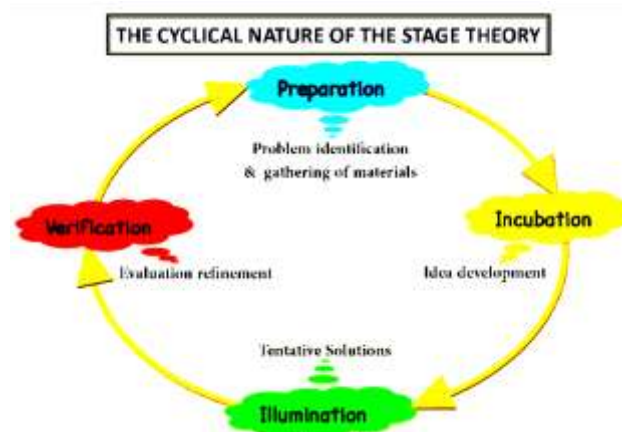 THE CYCLICAL NATURE OF THE STAGE THEORY
Preparation
Problem identification
& gathering of materials
Incubation
Idea development
Verification
Evaluation refinement
Tentative Solutions
Illumination